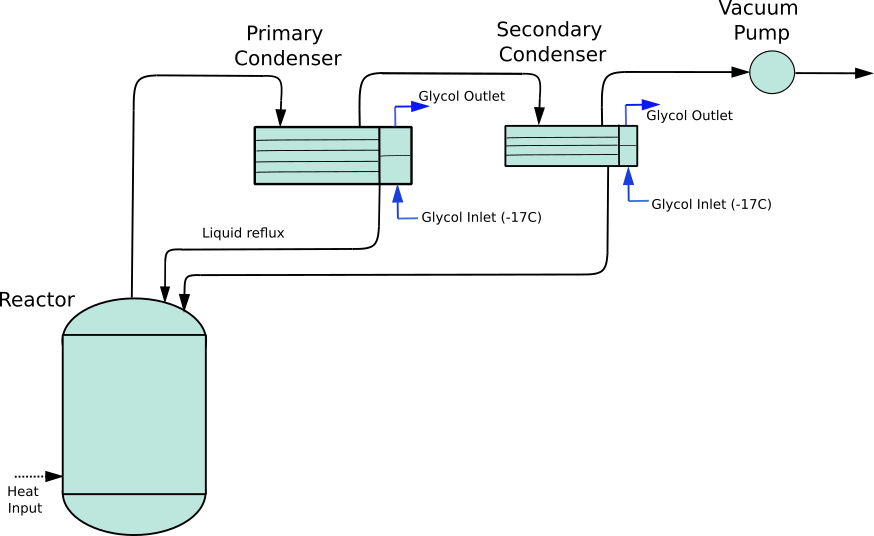 Vacuum
Pump
Primary
Condenser
Secondary
Condenser
Glycol Outlet
Glycol Outlet
Glycol Inlet (-17C)
Glycol Inlet (-17C)
Liquid reflux
Reactor
Heat
Input